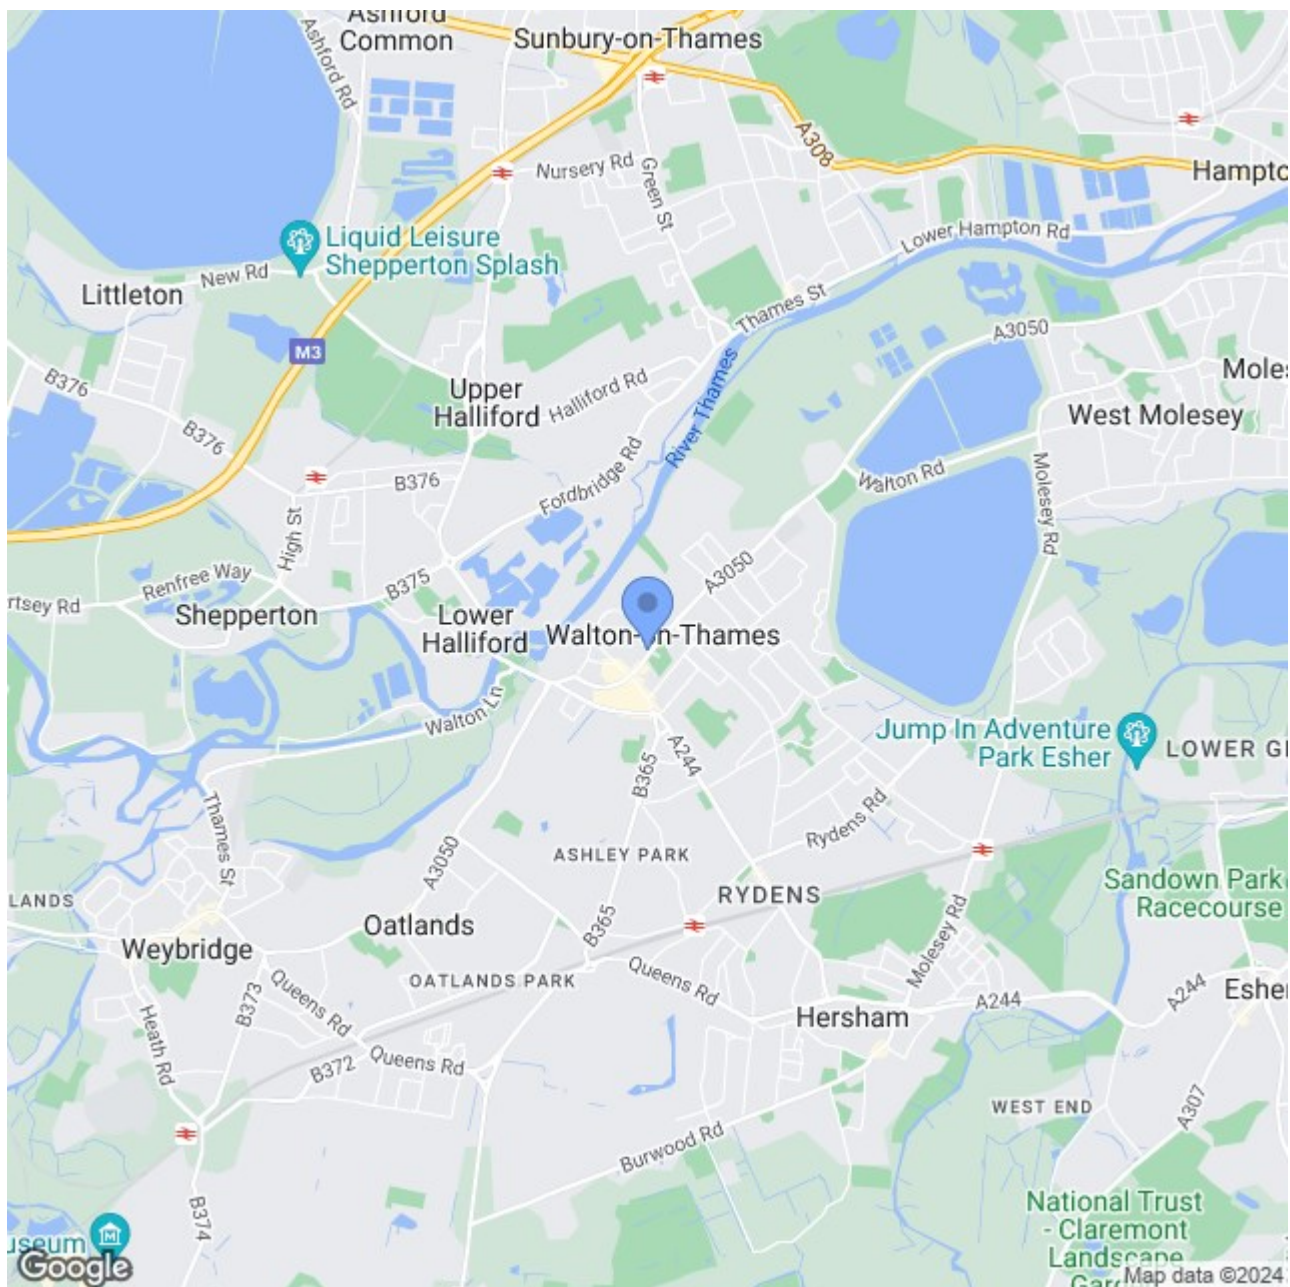 Ashford
Common
Sunbury-on-Thames
Ashford Rd
A308
Nursery Rd
Green St
Hampto
Lower Hampton Rd
Liquid Leisure
Shepperton Splash
New Rd
Littleton
Thames St
A3050
M3
River Thames
B376
Upper
Halliford
Halliford Rd
Moles
West Molesey
B376
Fordbridge Rd
Walton Rd
Molesey Rd
B376
High St
Renfree Way
B375
A3050
rtsey Rd
Shepperton
Lower
Halliford
Walton-on-Thames
Walton Ln
Jump In Adventure
Park Esher
LOWER GR
A244
B365
Thames St
Rydens Rd
A3050
ASHLEY PARK
RYDENS
Sandown Park
Racecourse
LANDS
Oatlands
B365
Molesey Rd
Weybridge
OATLANDS PARK
Queens Rd
A244
A244
Esher
B373
Queens Rd
Hersham
Heath Rd
B372
Queens Rd
WEST END
A307
Burwood Rd
B374
National Trust
- Claremont
Landscape
Garden
useum
Google
Map data ©2024